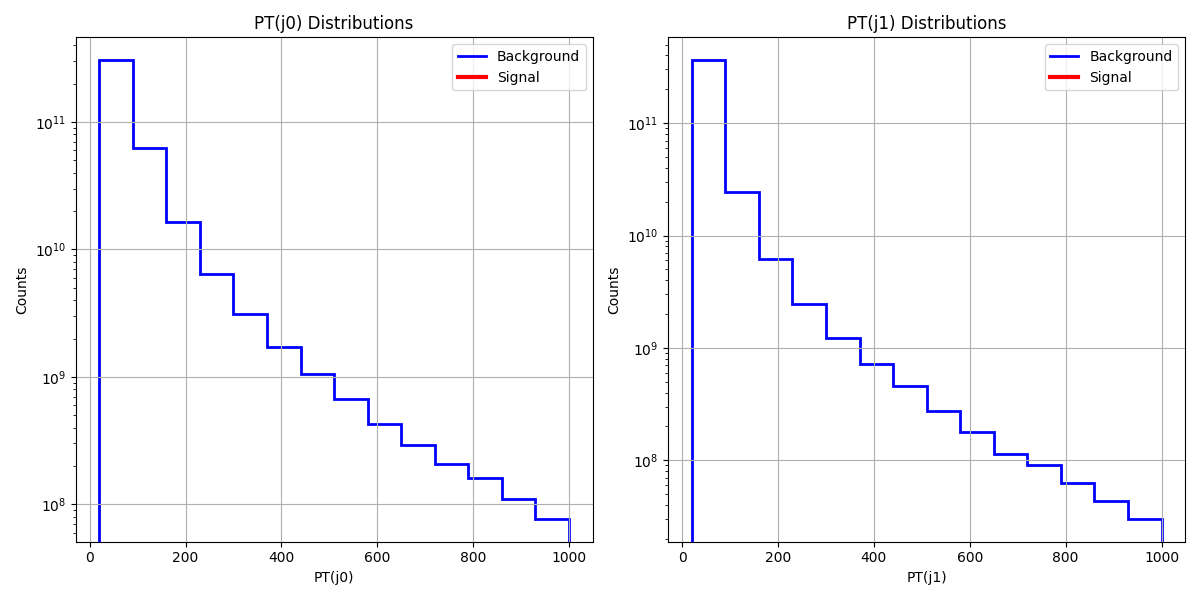 PT(j0) Distributions
Counts
10^11
10^10
10^9
10^8
Background
Signal
0 200 400 600 800 1000
PT(j0)
PT(j1) Distributions
Counts
10^11
10^10
10^9
10^8
Background
Signal
0 200 400 600 800 1000
PT(j1)